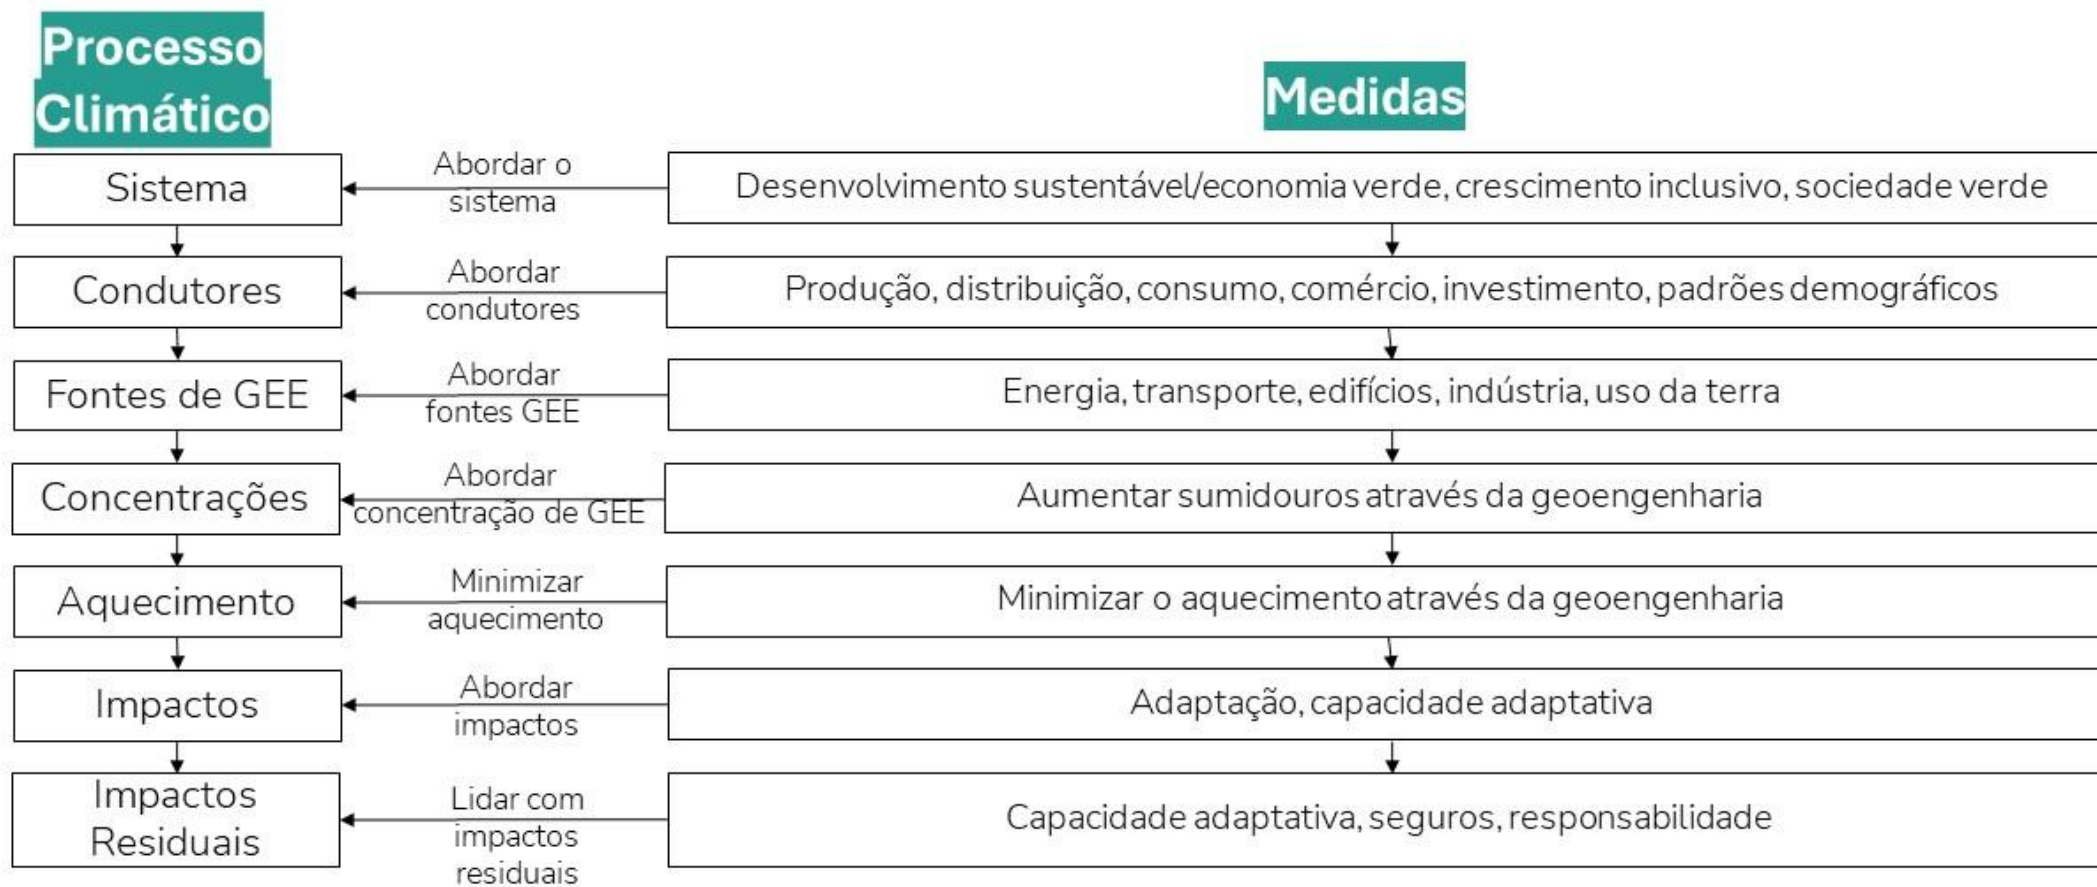 Processo
Climático
Medidas
Sistema
Abordar o
sistema
Desenvolvimento sustentável/economia verde, crescimento inclusivo, sociedade verde
Condutores
Abordar
condutores
Produção, distribuição, consumo, comércio, investimento, padrões demográficos
Fontes de GEE
Abordar
fontes GEE
Energia, transporte, edifícios, indústria, uso da terra
Concentrações
Abordar
concentração de GEE
Aumentar sumidouros através da geoengenharia
Aquecimento
Minimizar
aquecimento
Minimizar o aquecimento através da geoengenharia
Impactos
Abordar
impactos
Adaptação, capacidade adaptativa
Impactos
Residuais
Lidar com
impactos
residuais
Capacidade adaptativa, seguros, responsabilidade